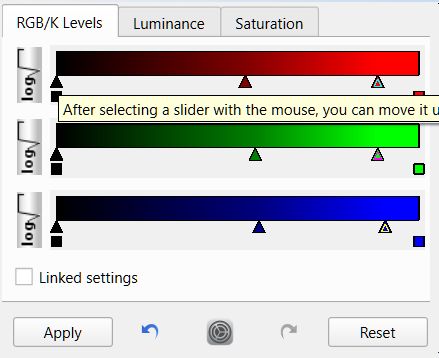 RGB/K Levels Luminance Saturation
log√
After selecting a slider with the mouse, you can move it u
log√
log√
Linked settings
Apply Reset